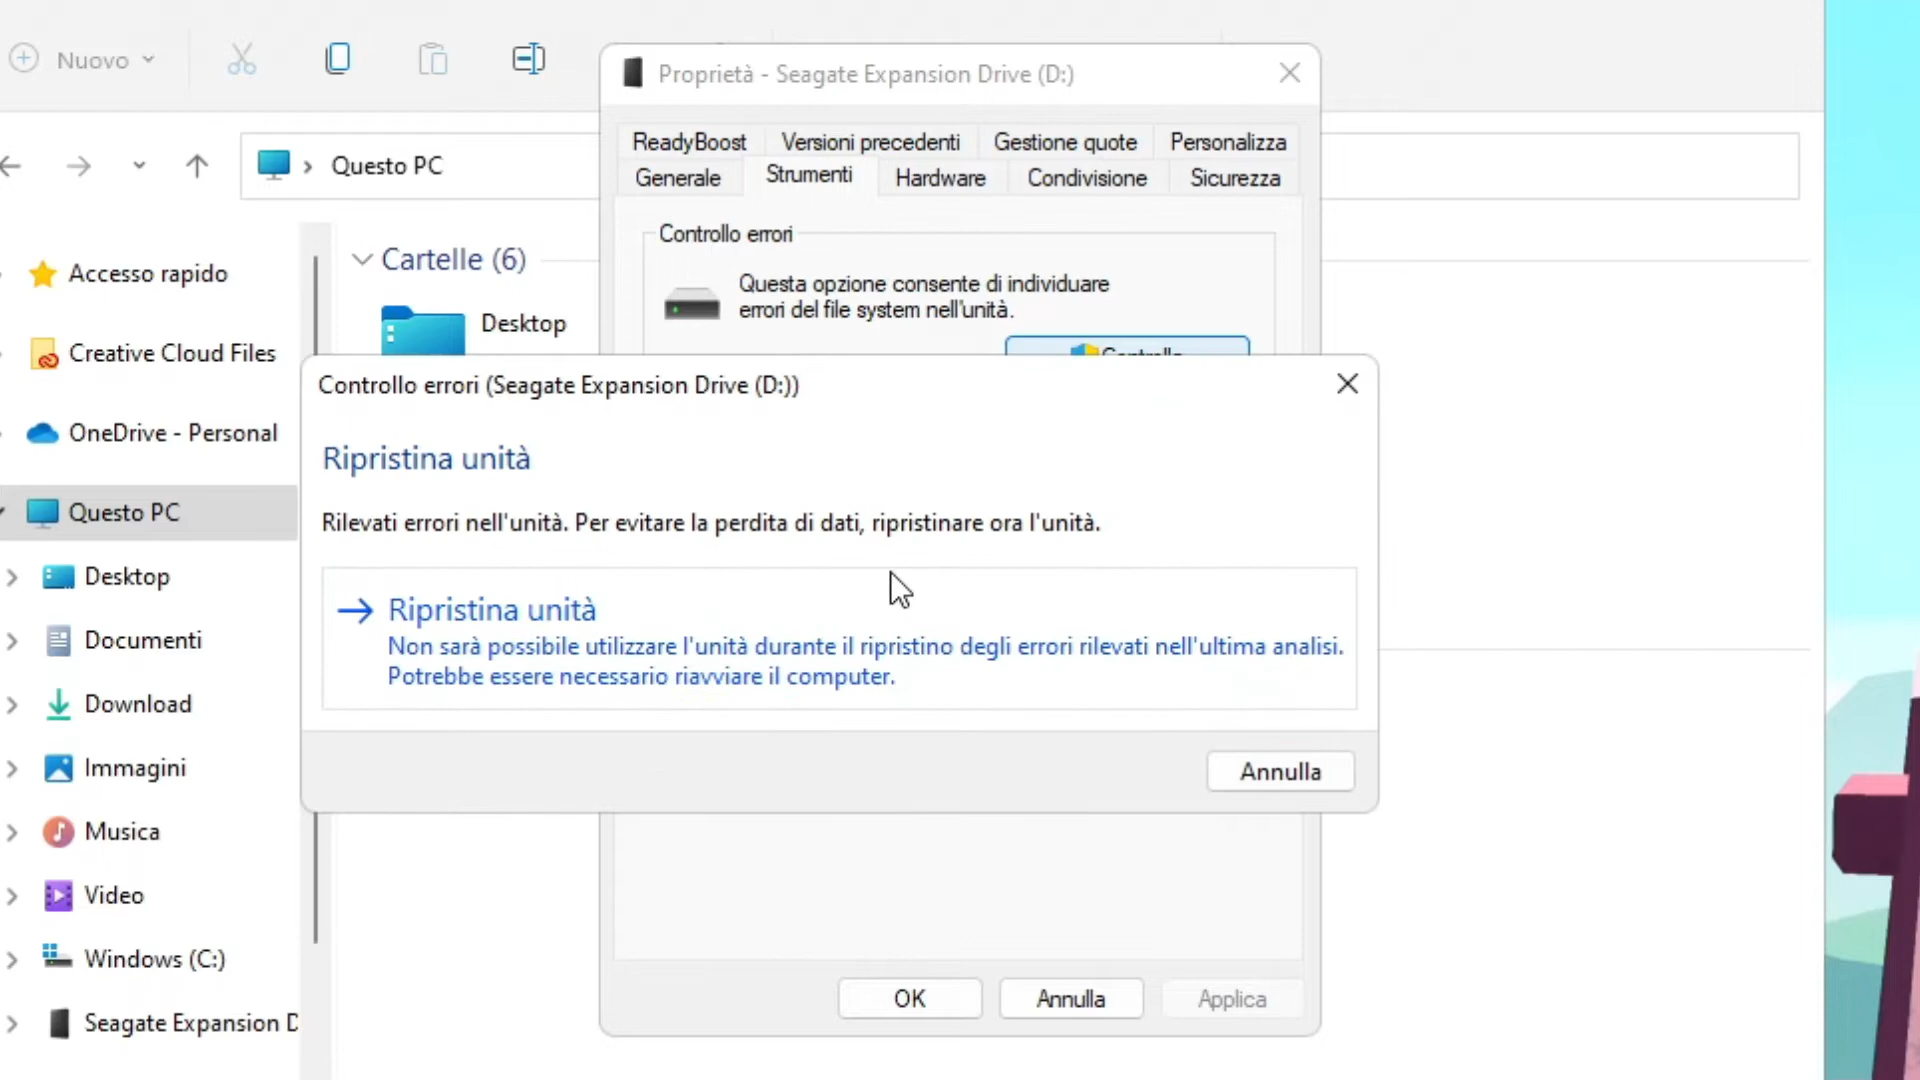 Nuovo
Proprietà - Seagate Expansion Drive (D:)
ReadyBoost
Versioni precedenti
Gestione quote
Personalizza
Generale
Strumenti
Hardware
Condivisione
Sicurezza
Questo PC
Controllo errori
Questa opzione consente di individuare
errori del file system nell'unità.
Controlla
Accesso rapido
Creative Cloud Files
OneDrive - Personal
Questo PC
Desktop
Documenti
Download
Immagini
Musica
Video
Windows (C:)
Seagate Expansion D
Cartelle (6)
Desktop
Controllo errori (Seagate Expansion Drive (D:))
Ripristina unità
Rilevati errori nell'unità. Per evitare la perdita di dati, ripristinare ora l'unità.
Ripristina unità
Non sarà possibile utilizzare l'unità durante il ripristino degli errori rilevati nell'ultima analisi.
Potrebbe essere necessario riavviare il computer.
Annulla
OK
Annulla
Applica